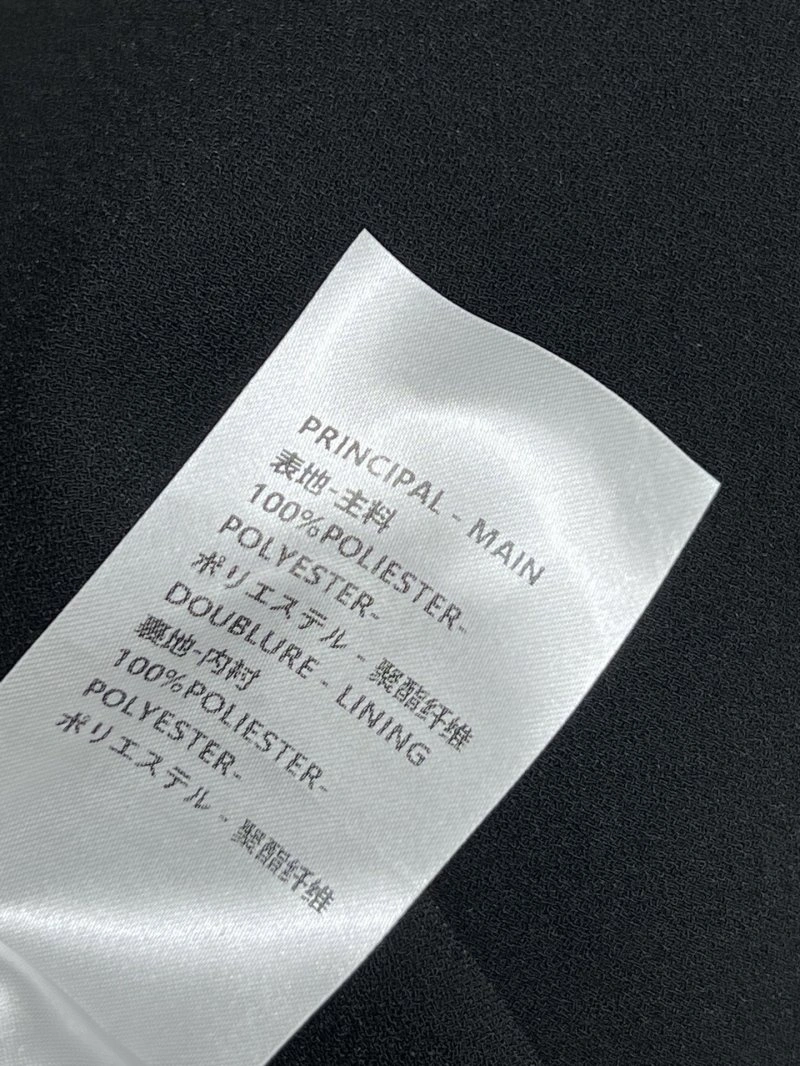 PRINCIPAL - MAIN
表地-主料
100%POLIESTER-
POLYESTER-
ポリエステル - 聚酯纤维
DOUBLURE - LINING
裏地-内村
100%POLIESTER-
POLYESTER-
ポリエステル - 聚酯纤维